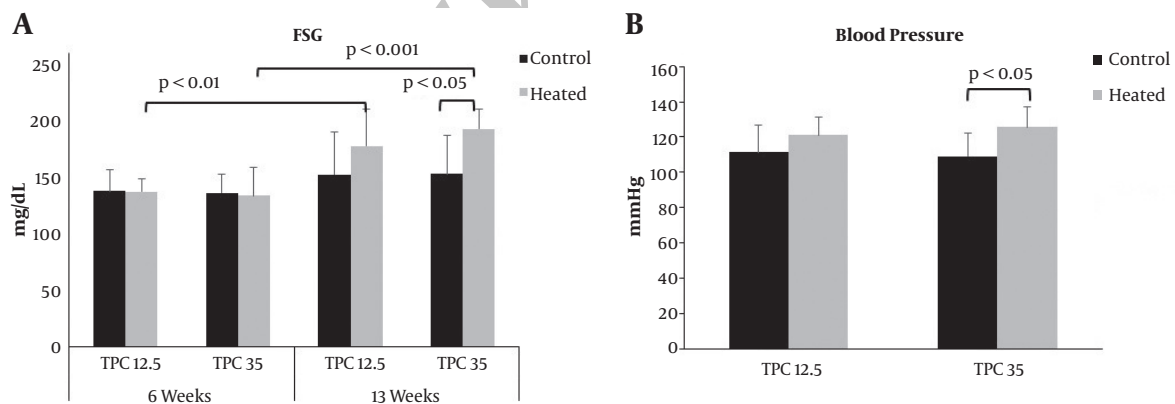 A
FSG
p < 0.001
p < 0.01
p < 0.05
Control
Heated
250
200
150
100
50
0
mg/dL
TPC 12.5 TPC 35 TPC 12.5 TPC 35
6 Weeks 13 Weeks
B
Blood Pressure
p < 0.05
Control
Heated
160
140
120
100
80
60
40
20
0
mmHg
TPC 12.5 TPC 35